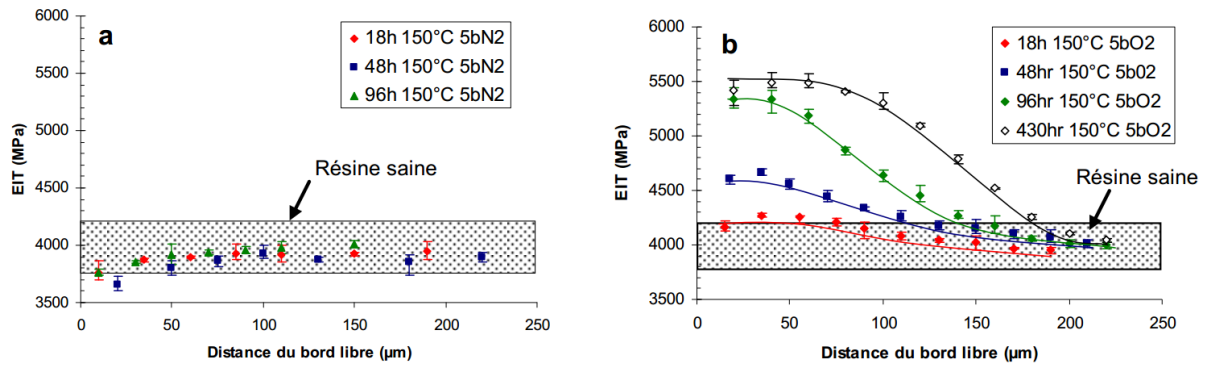 a
6000
5500
5000
4500
4000
3500
EIT (MPa)
18h 150°C 5bN2
48h 150°C 5bN2
96h 150°C 5bN2
Résine saine
0
50
100
150
200
250
Distance du bord libre (µm)
b
6000
5500
5000
4500
4000
3500
EIT (MPa)
18h 150°C 5bO2
48hr 150°C 5b02
96hr 150°C 5bO2
430hr 150°C 5bO2
Résine saine
0
50
100
150
200
250
Distance du bord libre (µm)